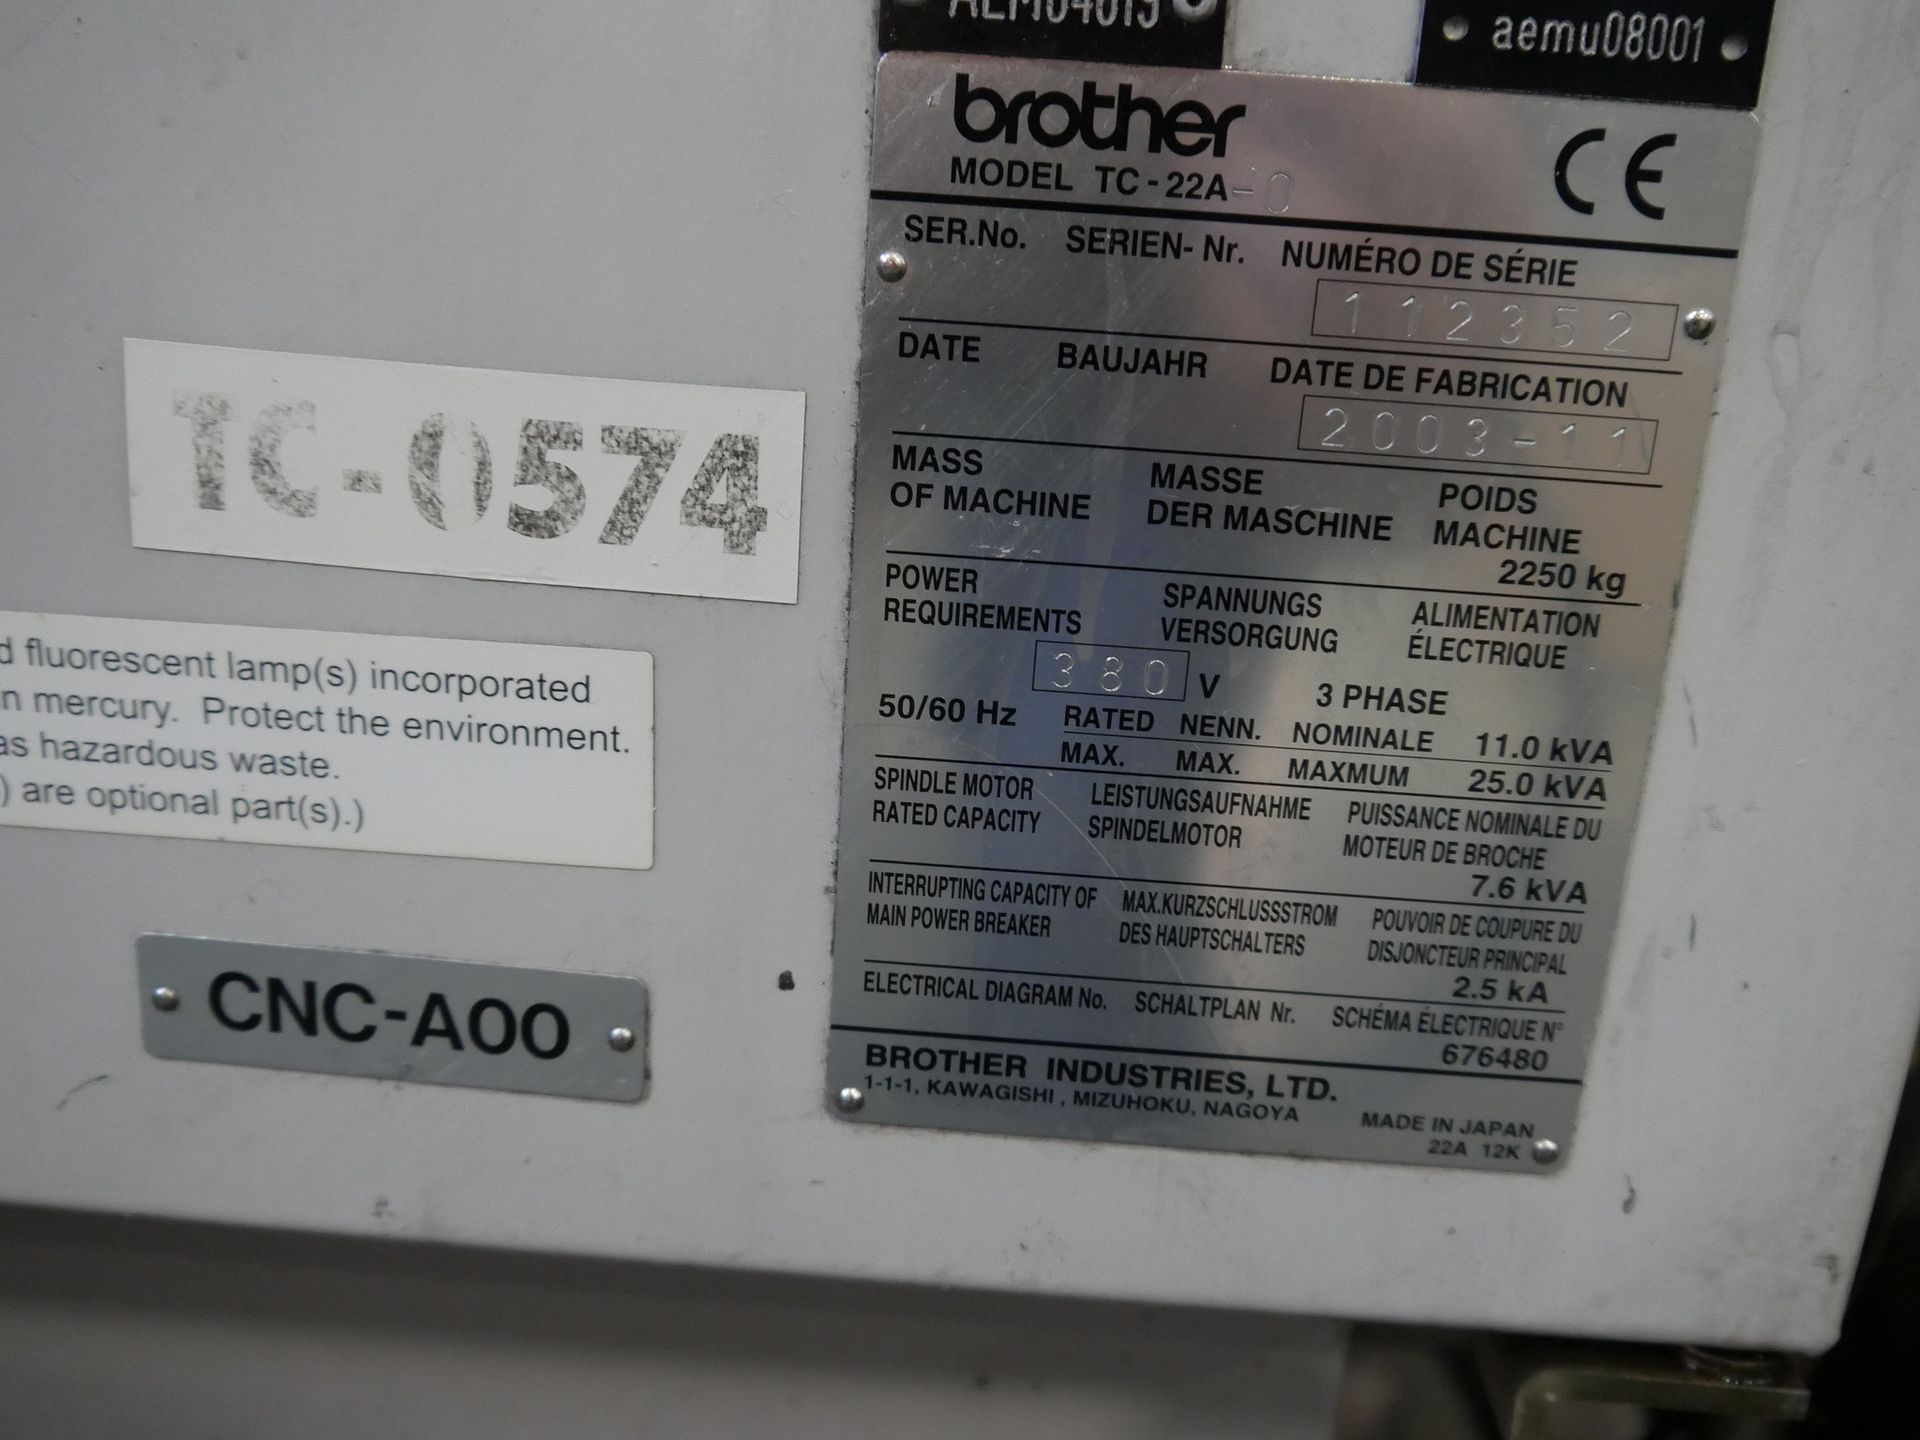 aemu08001
brother
MODEL TC-22A-0
CE
SER.No. SERIEN-Nr. NUMÉRO DE SÉRIE
112352
DATE BAUJAHR DATE DE FABRICATION
2003-11
MASS MASSE POIDS
OF MACHINE DER MASCHINE MACHINE
2250 kg
POWER SPANNUNGS ALIMENTATION
REQUIREMENTS VERSORGUNG ÉLECTRIQUE
380 V 3 PHASE
50/60 Hz RATED NENN. NOMINALE 11.0 kVA
MAX. MAX. MAXMUM 25.0 kVA
SPINDLE MOTOR LEISTUNGSAUFNAHME PUISSANCE NOMINALE DU
RATED CAPACITY SPINDELMOTOR MOTEUR DE BROCHE
7.6 kVA
INTERRUPTING CAPACITY OF MAX.KURZSCHLUSSSTROM POUVOIR DE COUPURE DU
MAIN POWER BREAKER DES HAUPTSCHALTERS DISJONCTEUR PRINCIPAL
2.5 kA
ELECTRICAL DIAGRAM No. SCHALTPLAN Nr. SCHÉMA ÉLECTRIQUE N°
676480
BROTHER INDUSTRIES, LTD.
1-1-1, KAWAGISHI, MIZUHOKU, NAGOYA
MADE IN JAPAN
22A 12K
TC-0574
fluorescent lamp(s) incorporated
mercury. Protect the environment.
as hazardous waste.
) are optional part(s).)
CNC-A00